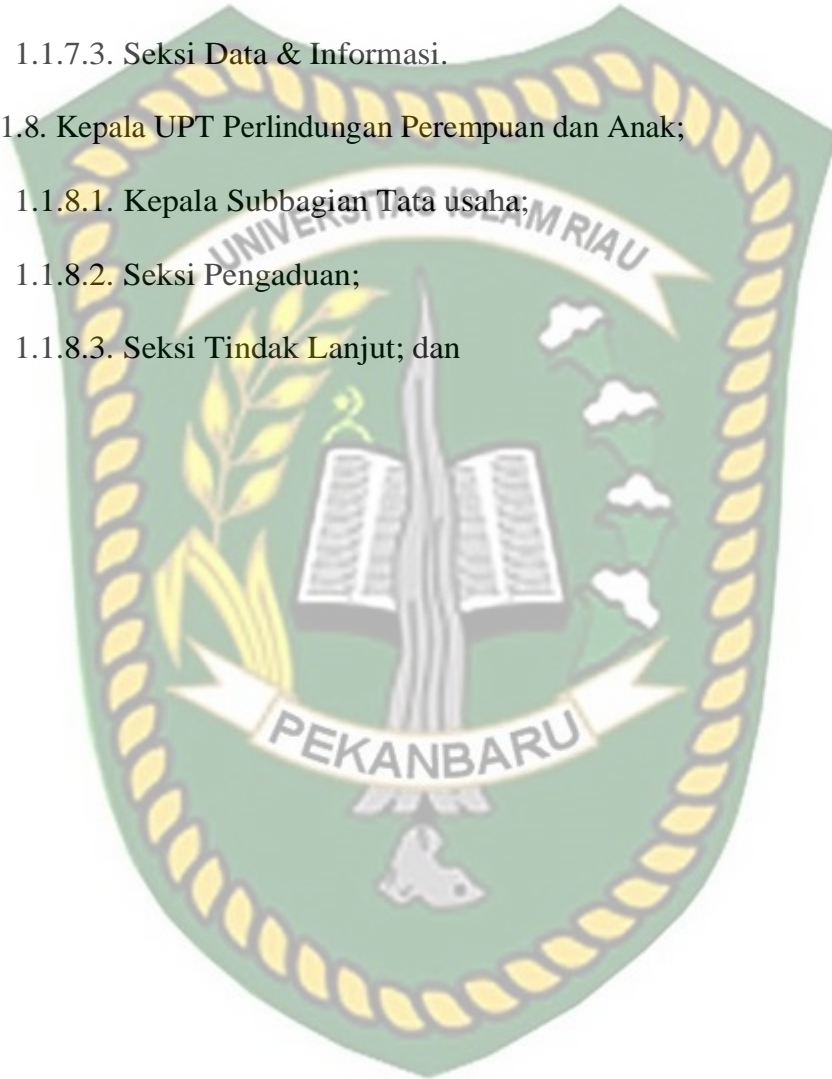 1.1.7.3. Seksi Data & Informasi.
1.8. Kepala UPT Perlindungan Perempuan dan Anak;
1.1.8.1. Kepala Subbagian Tata usaha;
UNIVERSITAS ISLAM RIAU
1.1.8.2. Seksi Pengaduan;
1.1.8.3. Seksi Tindak Lanjut; dan
PEKANBARU